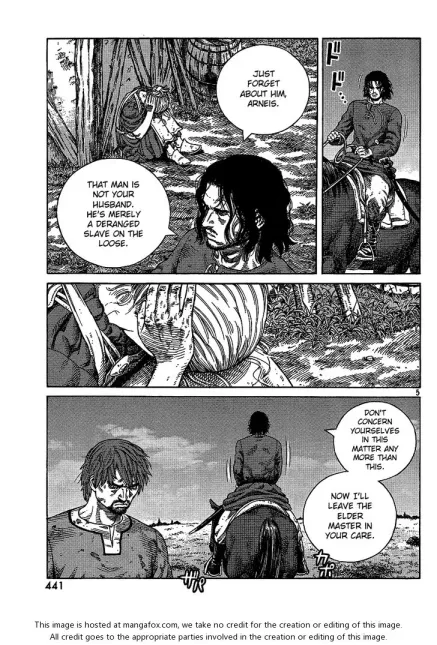 JUST
FORGET
ABOUT HIM,
ARNEIS.
THAT MAN IS
NOT YOUR
HUSBAND.
HE'S MERELY
A DERANGED
SLAVE ON THE
LOOSE.
ドド…
5
DON'T
CONCERN
YOURSELVES
IN THIS
MATTER ANY
MORE THAN
THIS.
NOW I'LL
LEAVE THE
ELDER
MASTER IN
YOUR CARE.
441
This image is hosted at mangafox.com, we take no credit for the creation or editing of this image.
All credit goes to the appropriate parties involved in the creation or editing of this image.